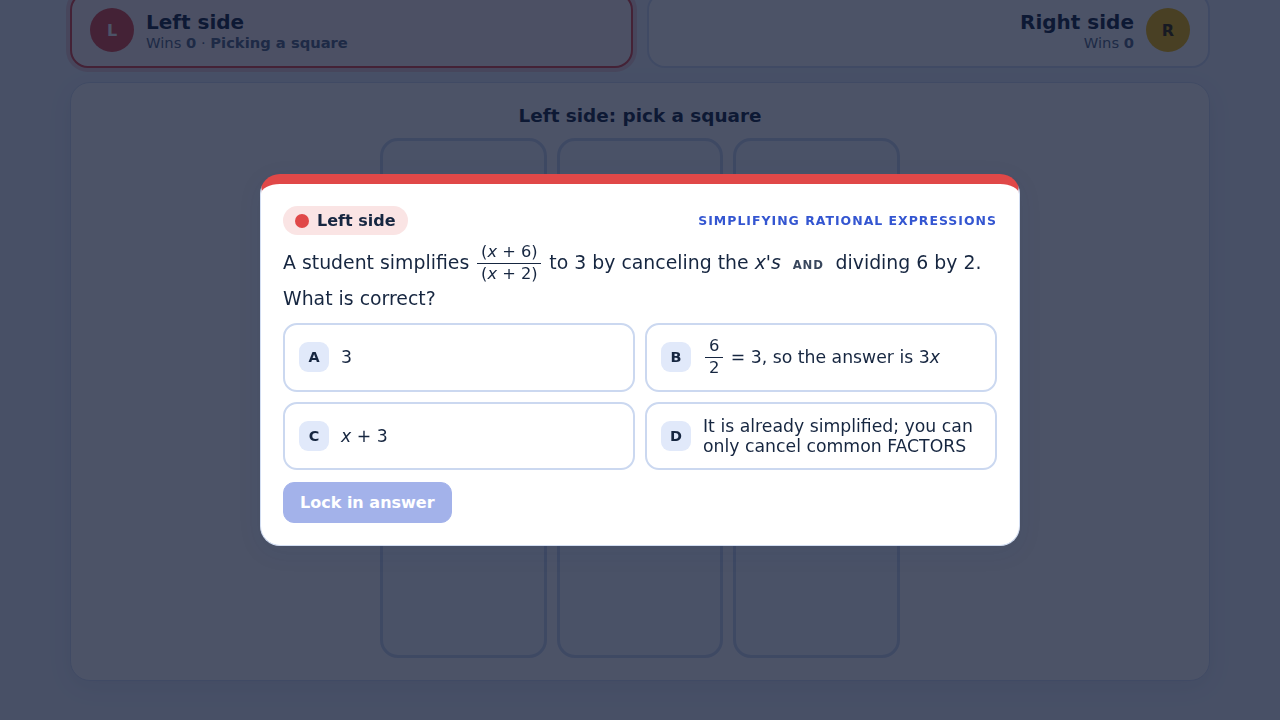 L
Left side
Wins 0 · Picking a square
Right side
Wins 0
R
Left side: pick a square
Left side
SIMPLIFYING RATIONAL EXPRESSIONS
A student simplifies (x + 6)/(x + 2) to 3 by canceling the x's AND dividing 6 by 2.
What is correct?
A 3
B 6/2 = 3, so the answer is 3x
C x + 3
D It is already simplified; you can
only cancel common FACTORS
Lock in answer